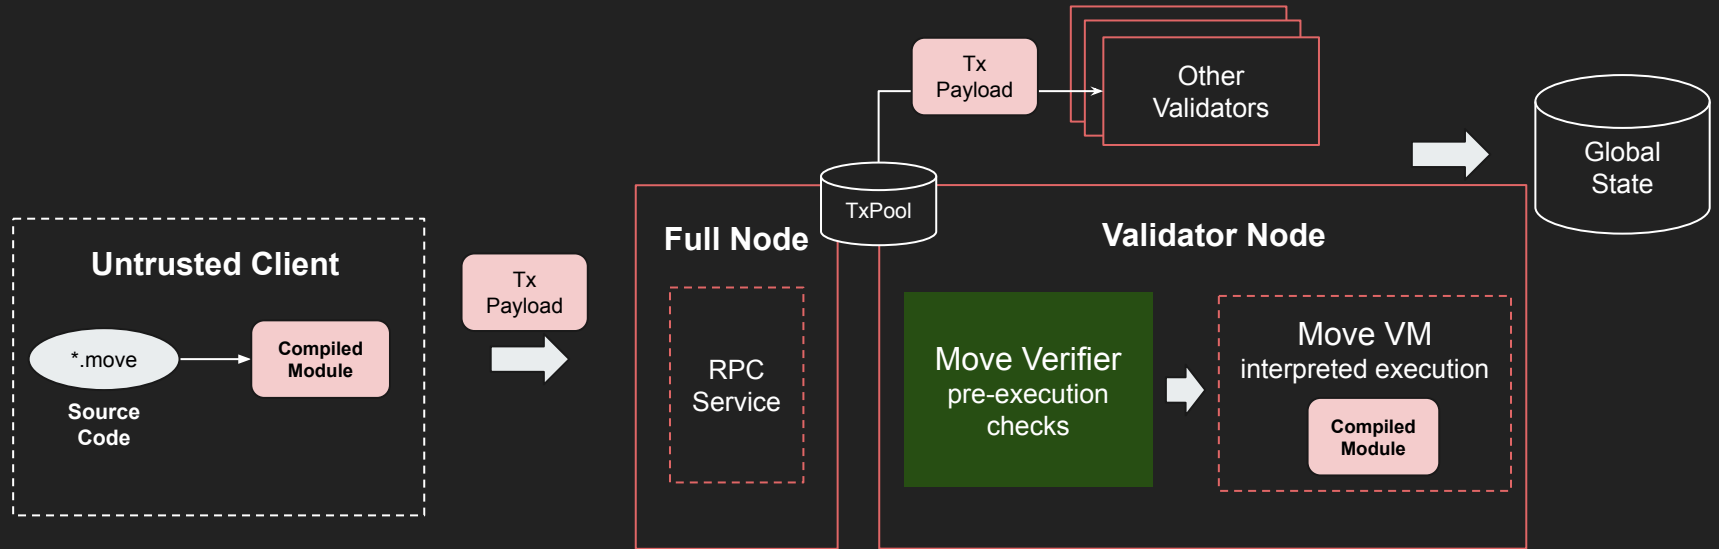 Untrusted Client
*.move
Source
Code
Compiled
Module
Tx
Payload
Full Node
RPC
Service
TxPool
Tx
Payload
Other
Validators
Validator Node
Move Verifier
pre-execution
checks
Move VM
interpreted execution
Compiled
Module
Global
State